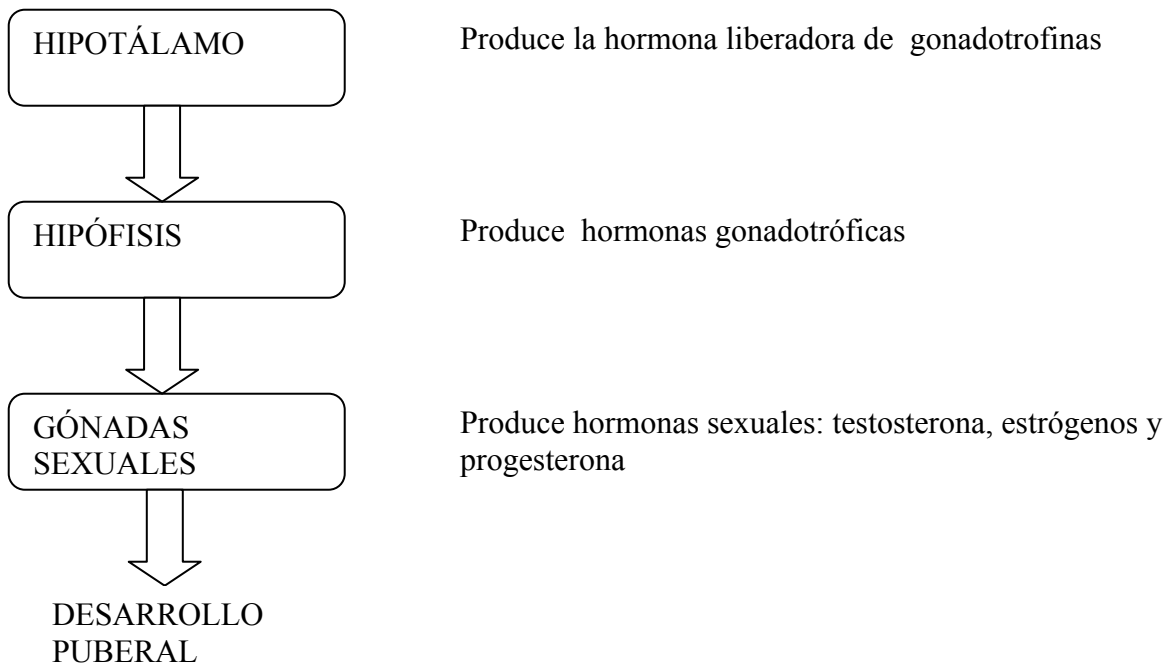 HIPOTÁLAMO
Produce la hormona liberadora de gonadotrofinas
HIPÓFISIS
Produce hormonas gonadotróficas
GÓNADAS
SEXUALES
Produce hormonas sexuales: testosterona, estrógenos y
progesterona
DESARROLLO
PUBERAL